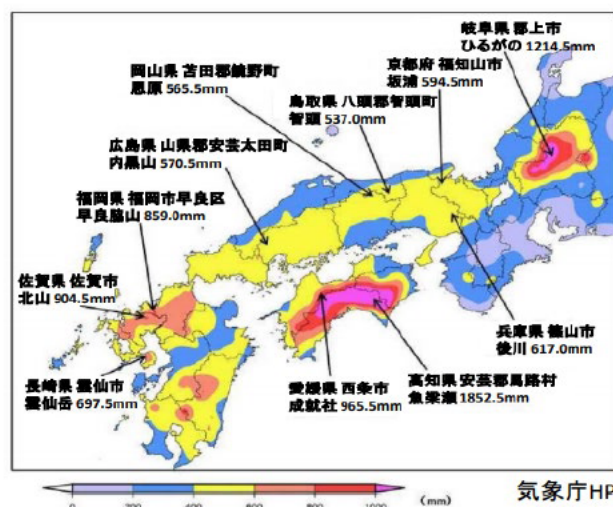 岐阜県 郡上市
ひるがの 1214.5mm
京都府 福知山市
坂浦 594.5mm
岡山県 苫田郡鏡野町
恩原 565.5mm
鳥取県 八頭郡智頭町
智頭 537.0mm
広島県 山県郡安芸太田町
内黒山 570.5mm
福岡県 福岡市早良区
早良脇山 859.0mm
佐賀県 佐賀市
北山 904.5mm
長崎県 雲仙市
雲仙岳 697.5mm
愛媛県 西条市
成就社 965.5mm
高知県 安芸郡馬路村
魚梁瀬 1852.5mm
兵庫県 篠山市
後川 617.0mm
0 200 400 600 800 1000 (mm)
気象庁HP